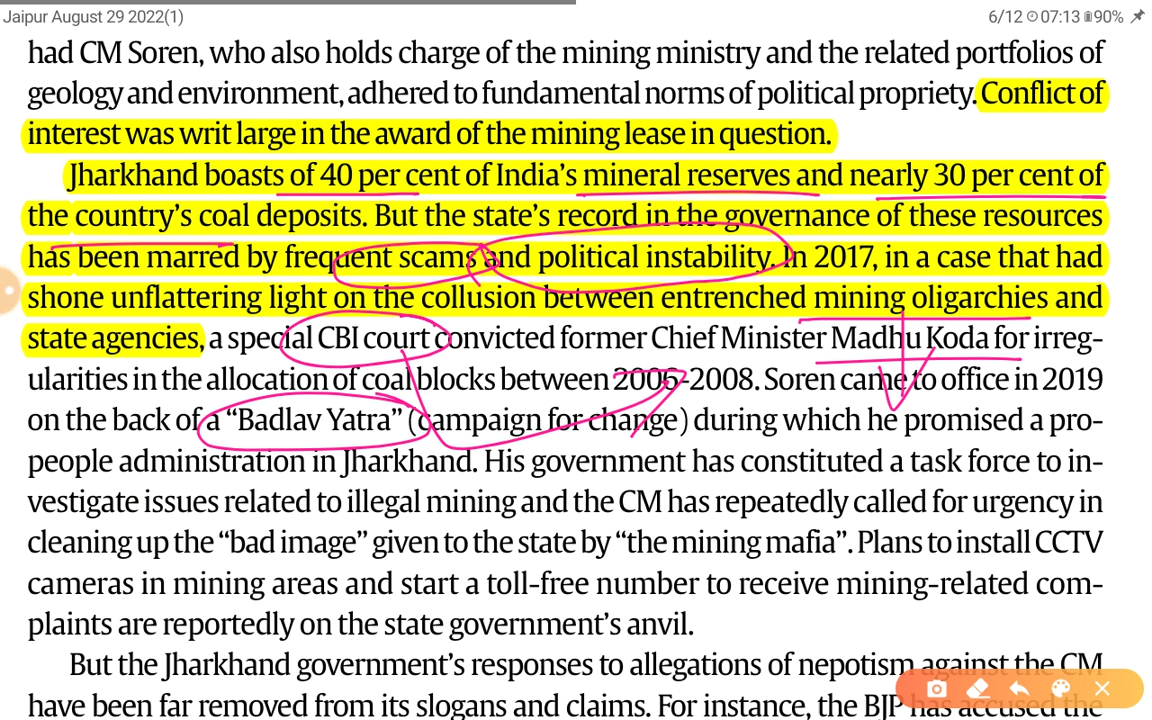 Jaipur August 29 2022(1) 6/12 07:13 90%
had CM Soren, who also holds charge of the mining ministry and the related portfolios of
geology and environment, adhered to fundamental norms of political propriety. Conflict of
interest was writ large in the award of the mining lease in question.
Jharkhand boasts of 40 per cent of India's mineral reserves and nearly 30 per cent of
the country's coal deposits. But the state's record in the governance of these resources
has been marred by frequent scams and political instability. In 2017, in a case that had
shone unflattering light on the collusion between entrenched mining oligarchies and
state agencies, a special CBI court convicted former Chief Minister Madhu Koda for irreg-
ularities in the allocation of coal blocks between 2006-2008. Soren came to office in 2019
on the back of a “Badlav Yatra” (campaign for change) during which he promised a pro-
people administration in Jharkhand. His government has constituted a task force to in-
vestigate issues related to illegal mining and the CM has repeatedly called for urgency in
cleaning up the “bad image” given to the state by “the mining mafia”. Plans to install CCTV
cameras in mining areas and start a toll-free number to receive mining-related com-
plaints are reportedly on the state government's anvil.
But the Jharkhand government's responses to allegations of nepotism against the CM
have been far removed from its slogans and claims. For instance, the BJP has accused the